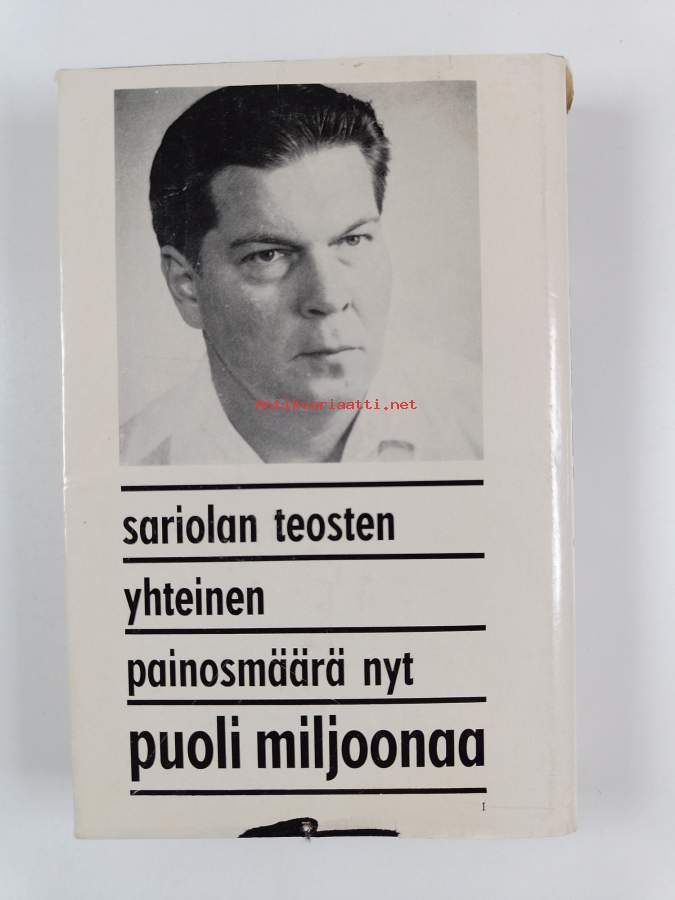 Antikvariaatti.net
sariolan teosten
yhteinen
painosmäärä nyt
puoli miljoonaa
I